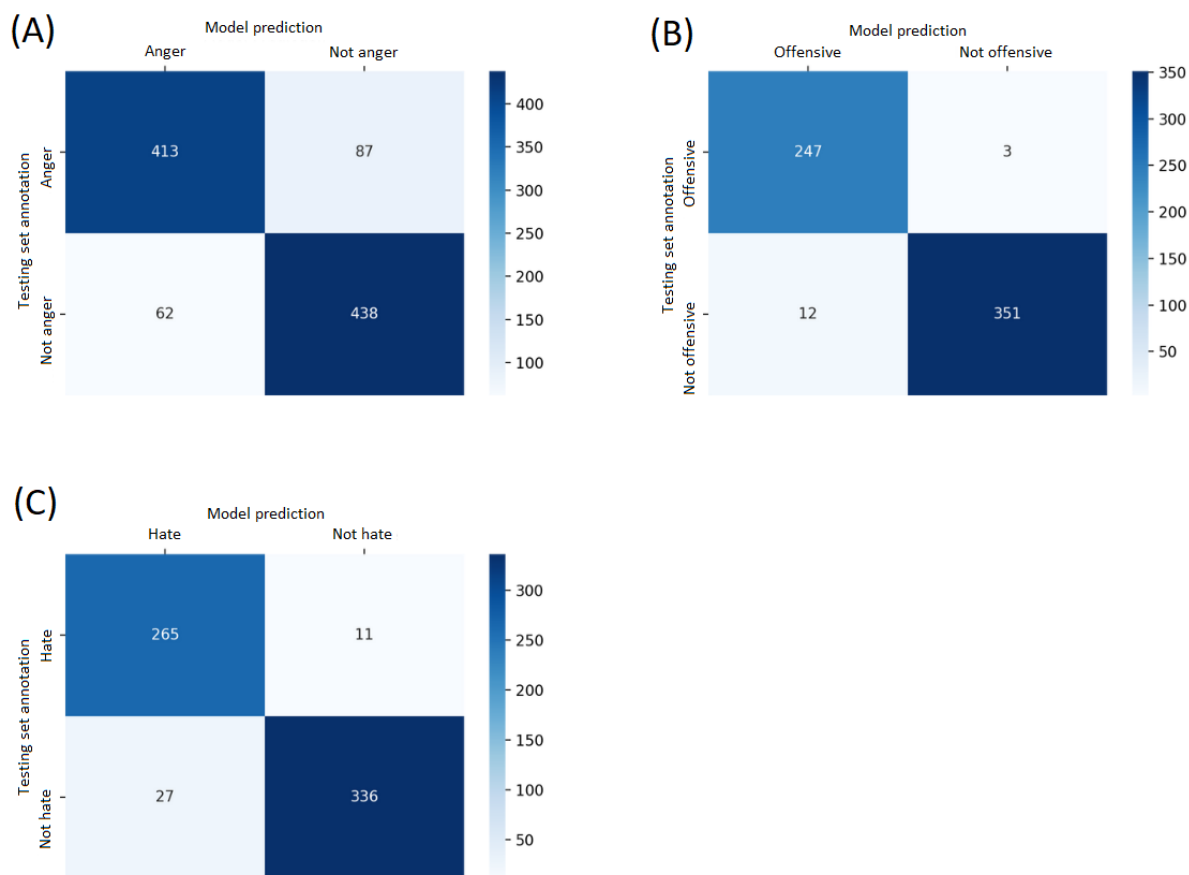 (A)
Model prediction
Anger Not anger
Testing set annotation
Anger
Not anger
413 87
62 438
400
350
300
250
200
150
100
(B)
Model prediction
Offensive Not offensive
Testing set annotation
Offensive
Not offensive
247 3
12 351
350
300
250
200
150
100
50
(C)
Model prediction
Hate Not hate
Testing set annotation
Hate
Not hate
265 11
27 336
300
250
200
150
100
50